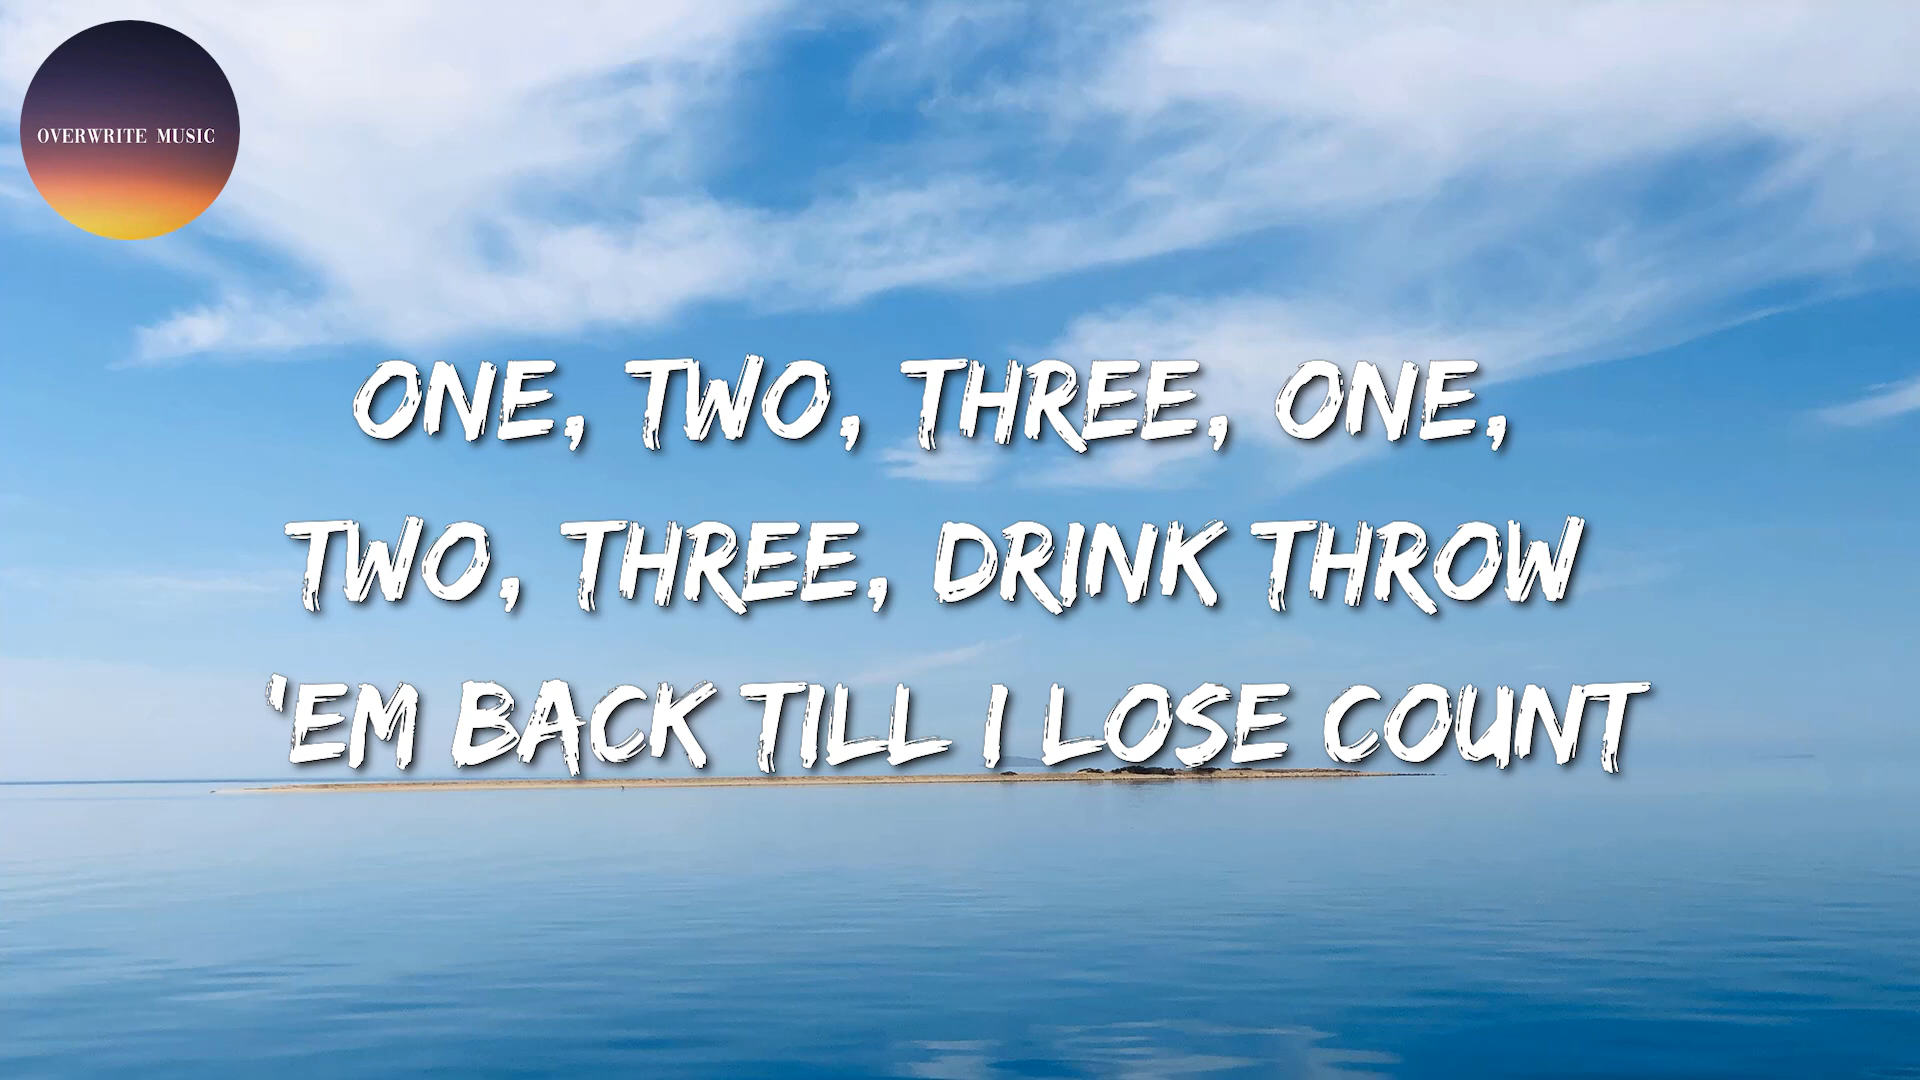 OVERWRITE MUSIC
ONE, TWO, THREE, ONE,
TWO, THREE, DRINK THROW
'EM BACK TILL I LOSE COUNT